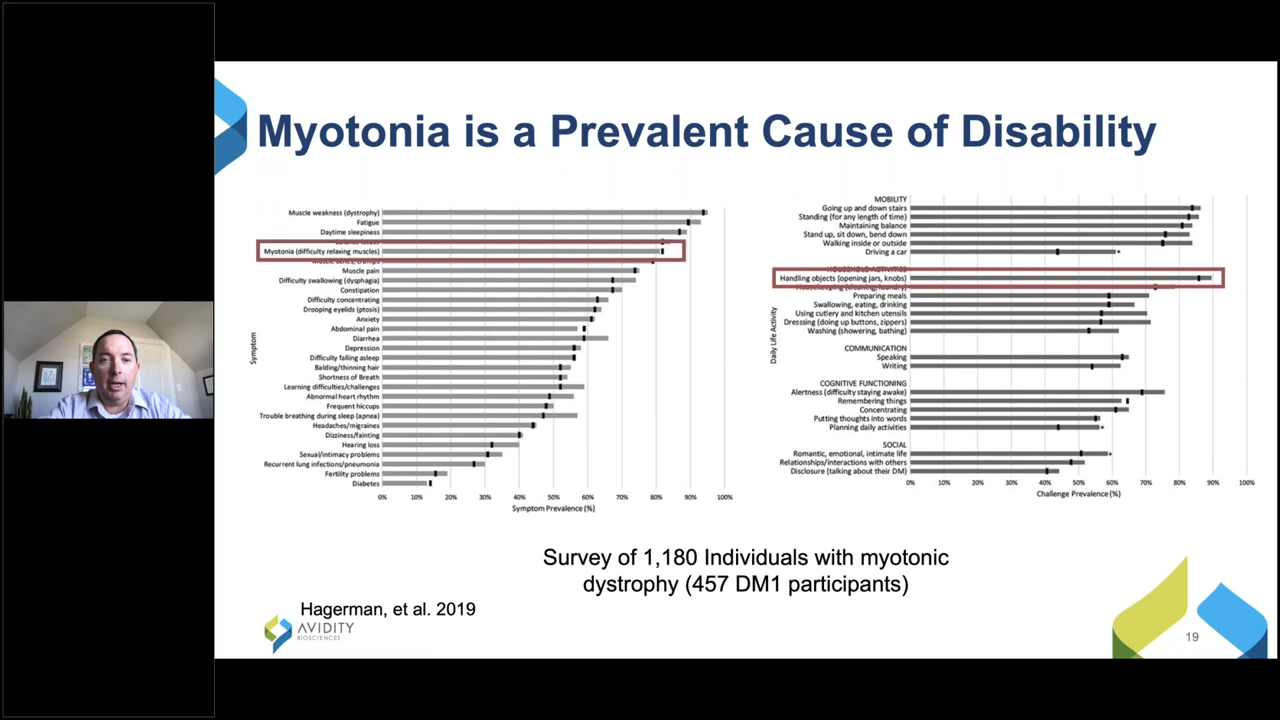 Myotonia is a Prevalent Cause of Disability
Muscle weakness (dystrophy)
Fatigue
Daytime sleepiness
Myotonia (difficulty relaxing muscles)
Muscle pain
Difficulty swallowing (dysphagia)
Constipation
Difficulty concentrating
Drooping eyelids (ptosis)
Anxiety
Abdominal pain
Diarrhea
Depression
Difficulty falling asleep
Balding/thinning hair
Shortness of Breath
Learning difficulties/challenges
Abnormal heart rhythm
Frequent hiccups
Trouble breathing during sleep (apnea)
Headaches/migraines
Dizziness/fainting
Hearing loss
Sexual/intimacy problems
Recurrent lung infections/pneumonia
Fertility problems
Diabetes
Symptom
0% 10% 20% 30% 40% 50% 60% 70% 80% 90% 100%
Symptom Prevalence (%)
MOBILITY
Going up and down stairs
Standing (for any length of time)
Maintaining balance
Stand up, sit down, bend down
Walking inside or outside
Driving a car *
Handling objects (opening jars, knobs)
Preparing meals
Swallowing, eating, drinking
Using cutlery and kitchen utensils
Dresssing (doing up buttons, zippers)
Washing (showering, bathing)
COMMUNICATION
Speaking
Writing
COGNITIVE FUNCTIONING
Alertness (difficulty staying awake)
Remembering things
Concentrating
Putting thoughts into words
Planning daily activities *
SOCIAL
Romantic, emotional, intimate life *
Relationships/interactions with others
Disclosure (talking about their DM)
Daily Life Activity
0% 10% 20% 30% 40% 50% 60% 70% 80% 90% 100%
Challenge Prevalence (%)
Survey of 1,180 Individuals with myotonic
dystrophy (457 DM1 participants)
Hagerman, et al. 2019
AVIDITY
BIOSCIENCES
19